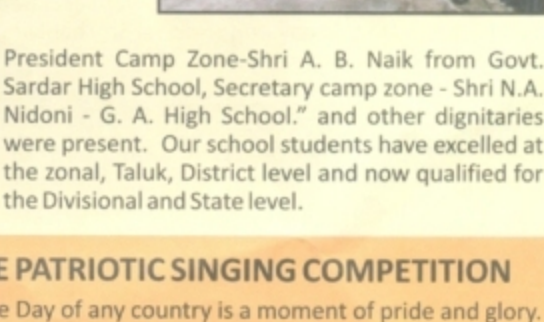 President Camp Zone-Shri A. B. Naik from Govt.
Sardar High School, Secretary camp zone - Shri N.A.
Nidoni - G. A. High School.” and other dignitaries
were present. Our school students have excelled at
the zonal, Taluk, District level and now qualified for
the Divisional and State level.
E PATRIOTIC SINGING COMPETITION
e Day of any country is a moment of pride and glory.